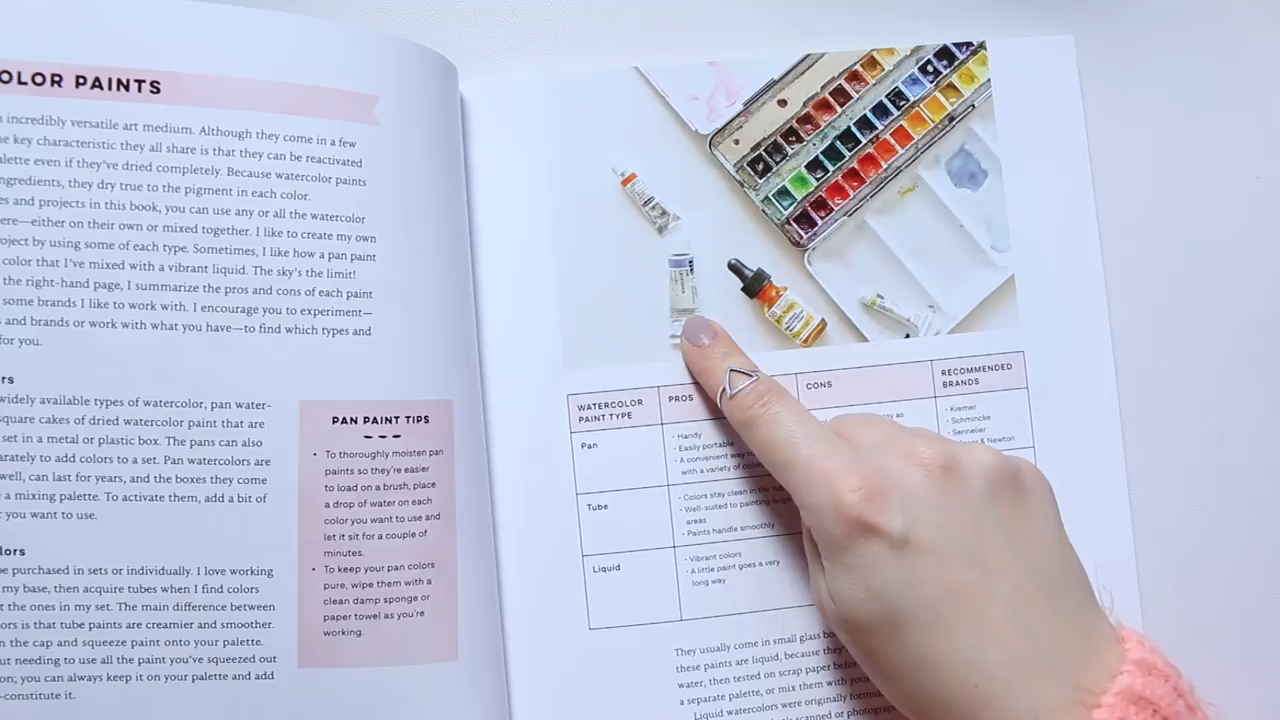 OLOR PAINTS
incredibly versatile art medium. Although they come in a few
ne key characteristic they all share is that they can be reactivated
alette even if they've dried completely. Because watercolor paints
ngredients, they dry true to the pigment in each color.
es and projects in this book, you can use any or all the watercolor
ere—either on their own or mixed together. I like to create my own
oject by using some of each type. Sometimes, I like how a pan paint
color that I've mixed with a vibrant liquid. The sky's the limit!
the right-hand page, I summarize the pros and cons of each paint
some brands I like to work with. I encourage you to experiment—
s and brands or work with what you have—to find which types and
for you.
rs
widely available types of watercolor, pan water-
square cakes of dried watercolor paint that are
set in a metal or plastic box. The pans can also
arately to add colors to a set. Pan watercolors are
well, can last for years, and the boxes they come
e a mixing palette. To activate them, add a bit of
you want to use.
lors
be purchased in sets or individually. I love working
my base, then acquire tubes when I find colors
t the ones in my set. The main difference between
ors is that tube paints are creamier and smoother.
n the cap and squeeze paint onto your palette.
ut needing to use all the paint you've squeezed out
on; you can always keep it on your palette and add
-constitute it.
PAN PAINT TIPS
• To thoroughly moisten pan
paints so they're easier
to load on a brush, place
a drop of water on each
color you want to use and
let it sit for a couple of
minutes.
• To keep your pan colors
pure, wipe them with a
clean damp sponge or
paper towel as you're
working.
WATERCOLOR
PAINT TYPE
PROS
CONS
RECOMMENDED
BRANDS
Pan
• Handy
• Easily portable
• A convenient way to
with a variety of color
as
• Kremer
• Schmincke
• Sennelier
& Newton
Tube
• Colors stay clean in the
• Well-suited to painting large
areas
• Paints handle smoothly
Liquid
• Vibrant colors
• A little paint goes a very
long way
They usually come in small glass bo
these paints are liquid, because they'
water, then tested on scrap paper before
a separate palette, or mix them with your
Liquid watercolors were originally formul
scanned or photograp